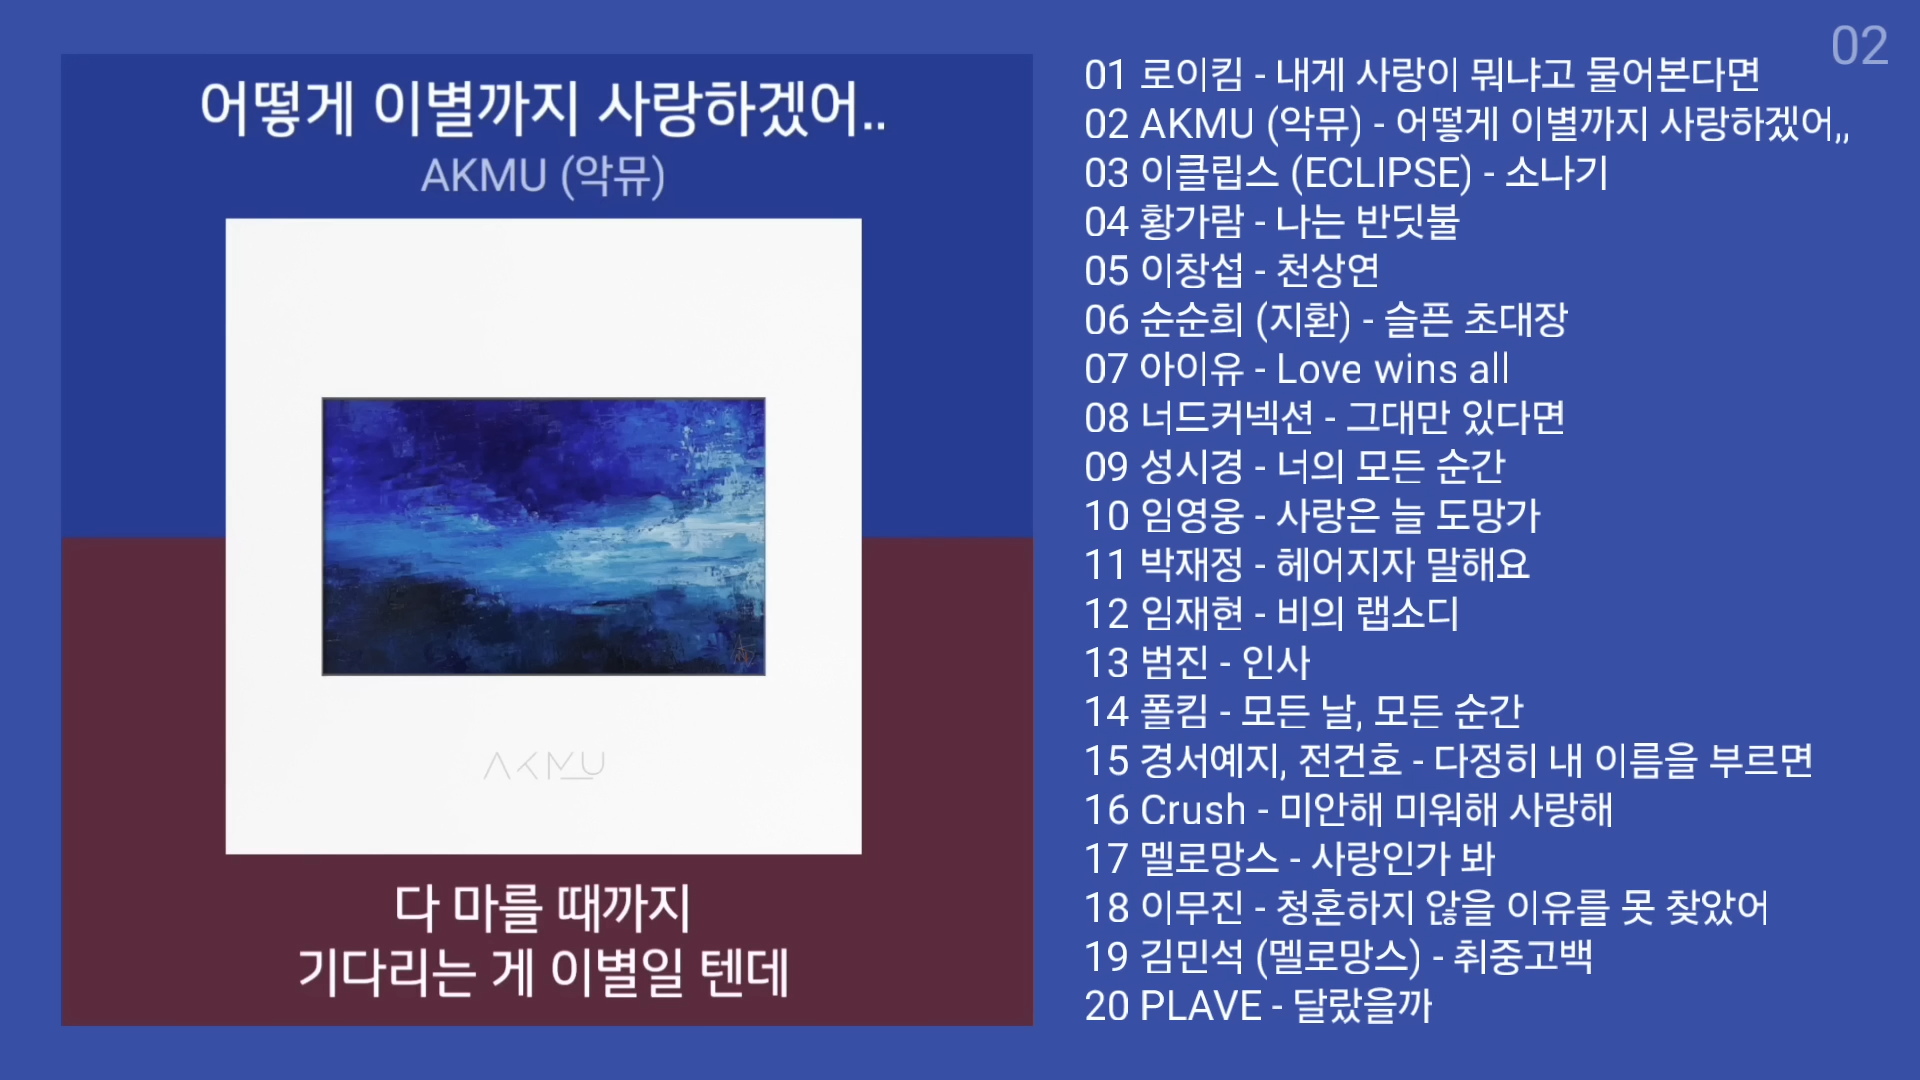 어떻게 이별까지 사랑하겠어..
AKMU (악뮤)
AKMU
다 마를 때까지
기다리는 게 이별일 텐데
02
01 로이킴 - 내게 사랑이 뭐냐고 물어본다면
02 AKMU (악뮤) - 어떻게 이별까지 사랑하겠어,,
03 이클립스 (ECLIPSE) - 소나기
04 황가람 - 나는 반딧불
05 이창섭 - 천상연
06 순순희 (지환) - 슬픈 초대장
07 아이유 - Love wins all
08 너드커넥션 - 그대만 있다면
09 성시경 - 너의 모든 순간
10 임영웅 - 사랑은 늘 도망가
11 박재정 - 헤어지자 말해요
12 임재현 - 비의 랩소디
13 범진 - 인사
14 폴킴 - 모든 날, 모든 순간
15 경서예지, 전건호 - 다정히 내 이름을 부르면
16 Crush - 미안해 미워해 사랑해
17 멜로망스 - 사랑인가 봐
18 이무진 - 청혼하지 않을 이유를 못 찾았어
19 김민석 (멜로망스) - 취중고백
20 PLAVE - 달랐을까